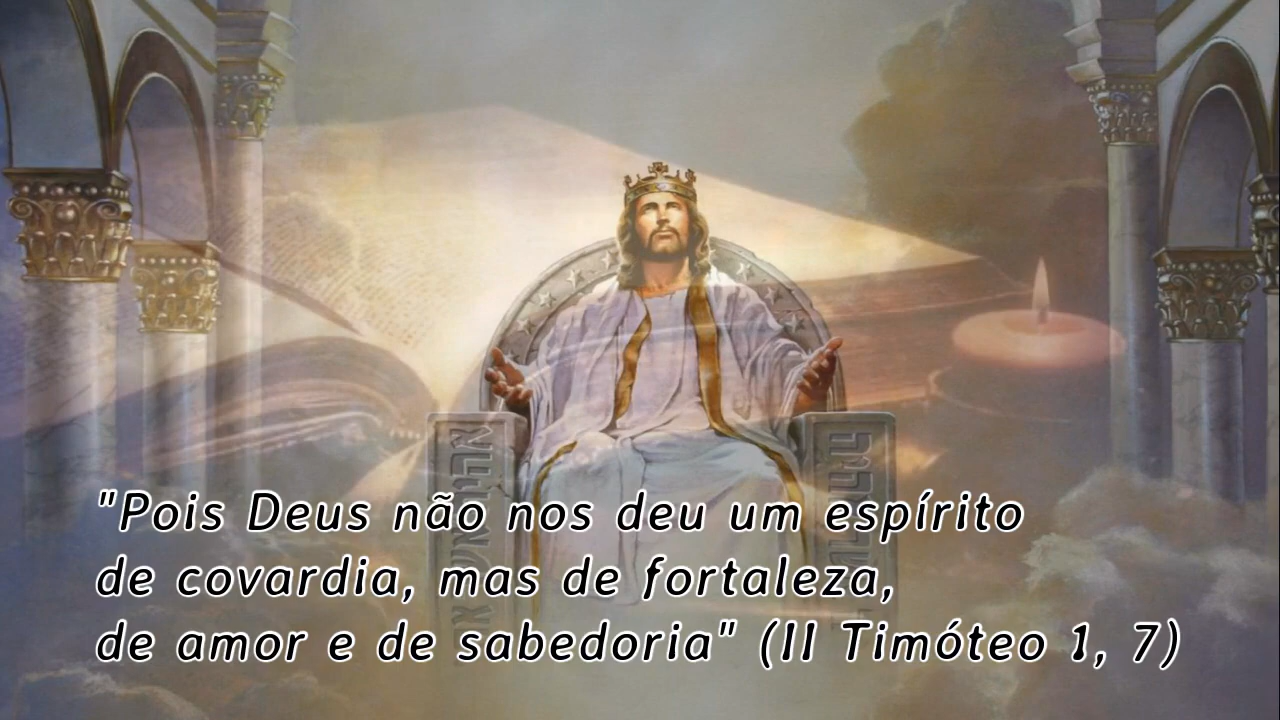 "Pois Deus não nos deu um espírito
de covardia, mas de fortaleza,
de amor e de sabedoria" (II Timóteo 1, 7)